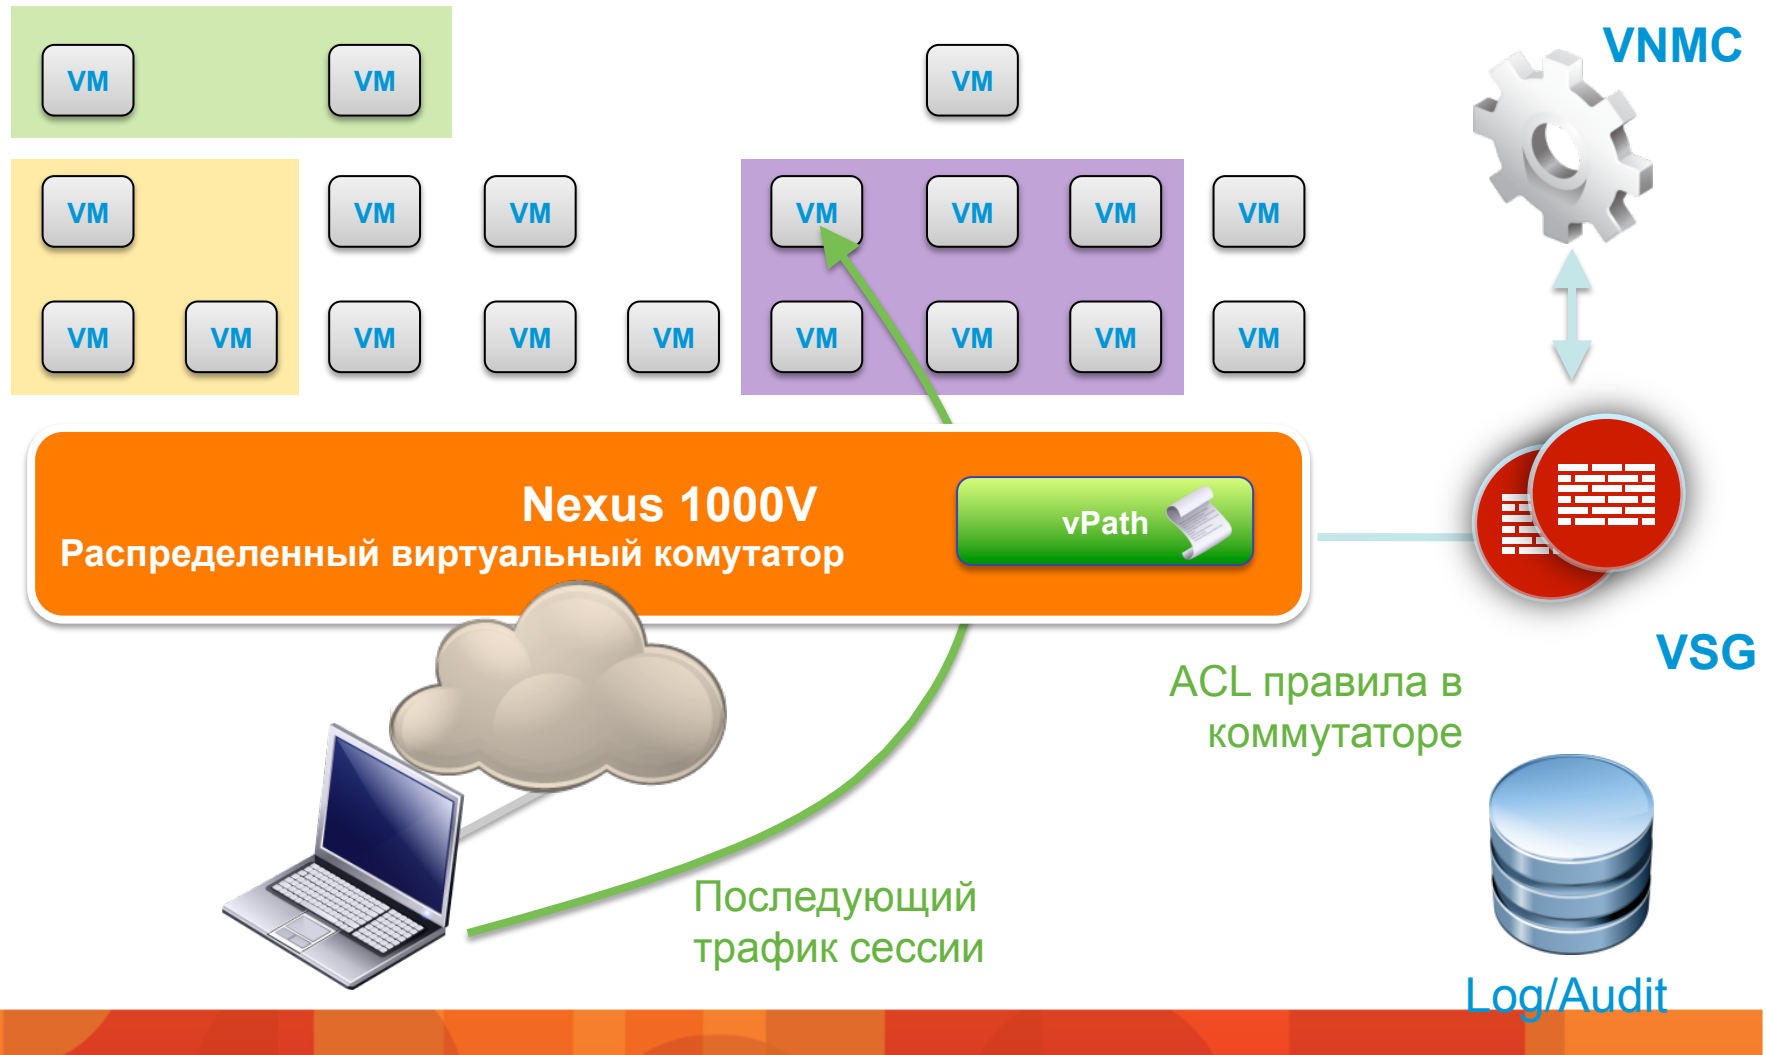 VNMC
VM VM VM
VM VM VM VM VM VM VM
VM VM VM VM VM VM VM VM VM
Nexus 1000V
Распределенный виртуальный комутатор
vPath
VSG
ACL правила в
коммутаторе
Последующий
трафик сессии
Log/Audit